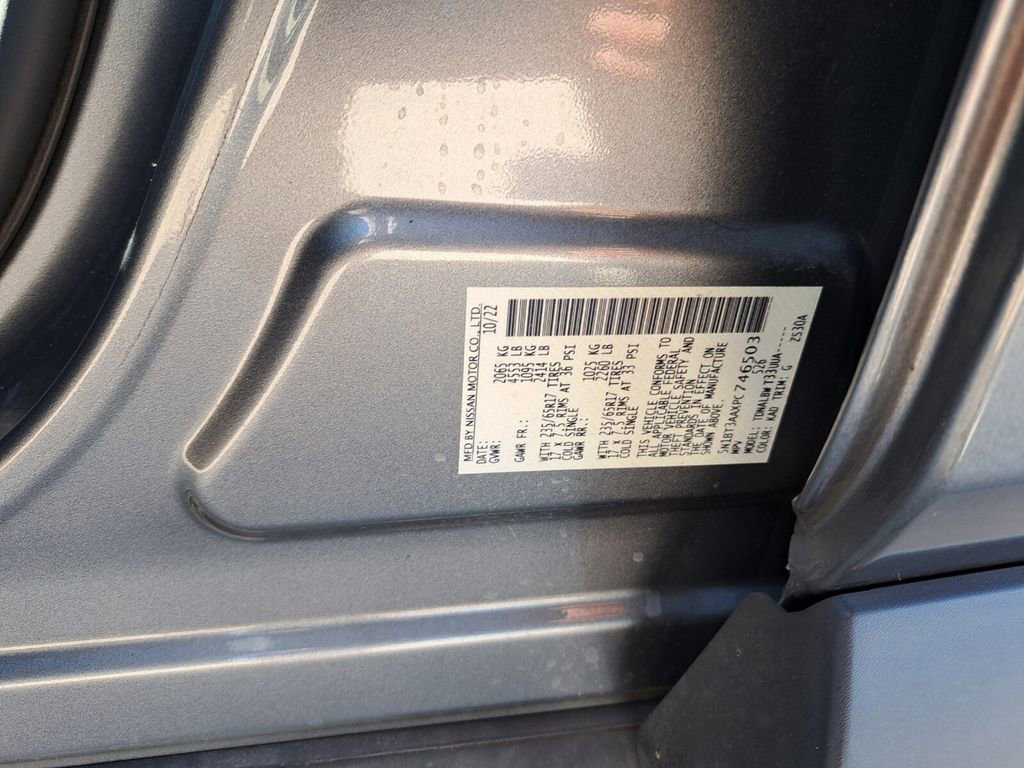 MFD BY NISSAN MOTOR CO., LTD.
DATE: 10/22
GVWR: 2065 KG
4553 LB
GAWR FR.: 1095 KG
2414 LB
WITH 235/65R17 TIRES
17 X 7.5 RIMS AT 36 PSI
COLD SINGLE
GAWR RR.: 1025 KG
2260 LB
WITH 235/65R17 TIRES
17 X 7.5 RIMS AT 33 PSI
COLD SINGLE
THIS VEHICLE CONFORMS TO
ALL APPLICABLE FEDERAL
MOTOR VEHICLE SAFETY AND
THEFT PREVENTION
STANDARDS IN EFFECT ON
THE DATE OF MANUFACTURE
SHOWN ABOVE.
5N1BT3AAXPC746503
MPV 526
MODEL: TDNALBW T33UUA-----
COLOR: KAD TRIM: G ZS30A